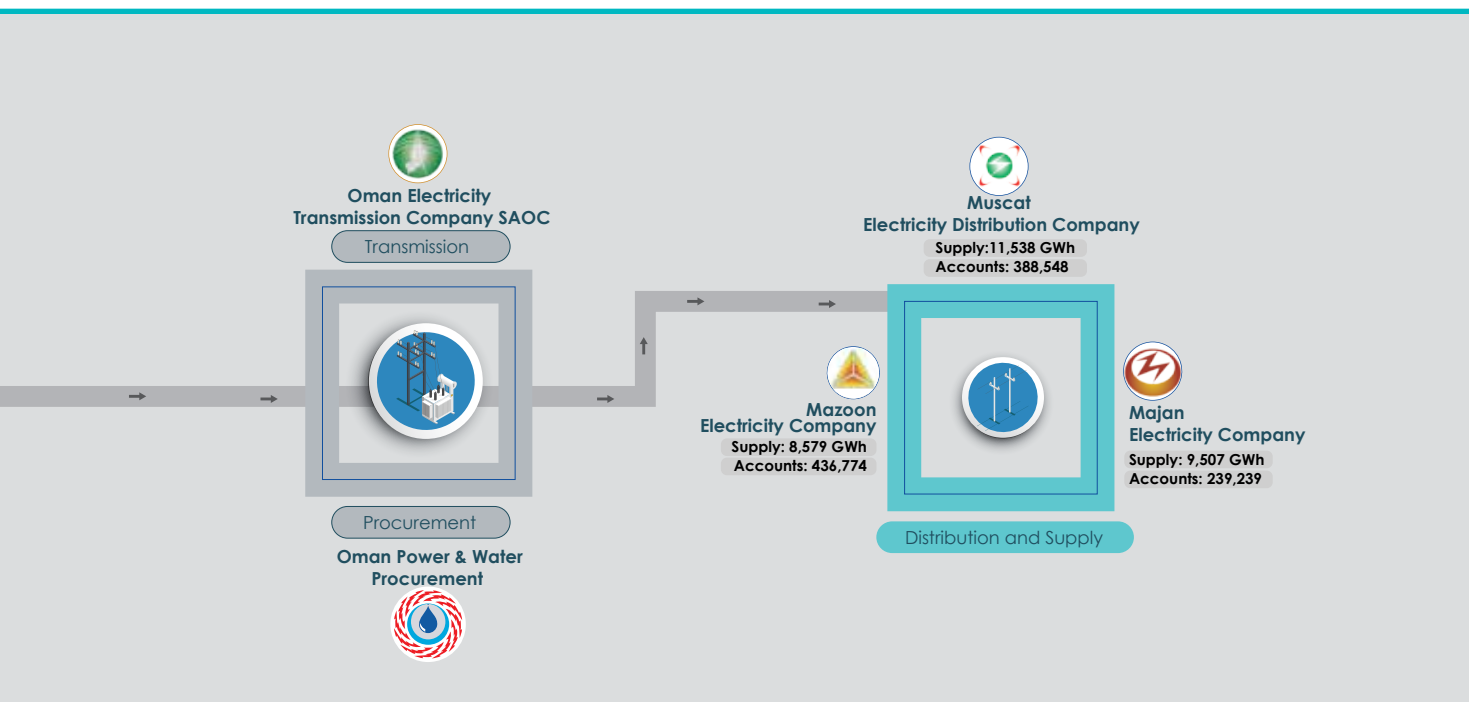 Oman Electricity
Transmission Company SAOC
Transmission
Procurement
Oman Power & Water
Procurement
Muscat
Electricity Distribution Company
Supply:11,538 GWh
Accounts: 388,548
Mazoon
Electricity Company
Supply: 8,579 GWh
Accounts: 436,774
Majan
Electricity Company
Supply: 9,507 GWh
Accounts: 239,239
Distribution and Supply